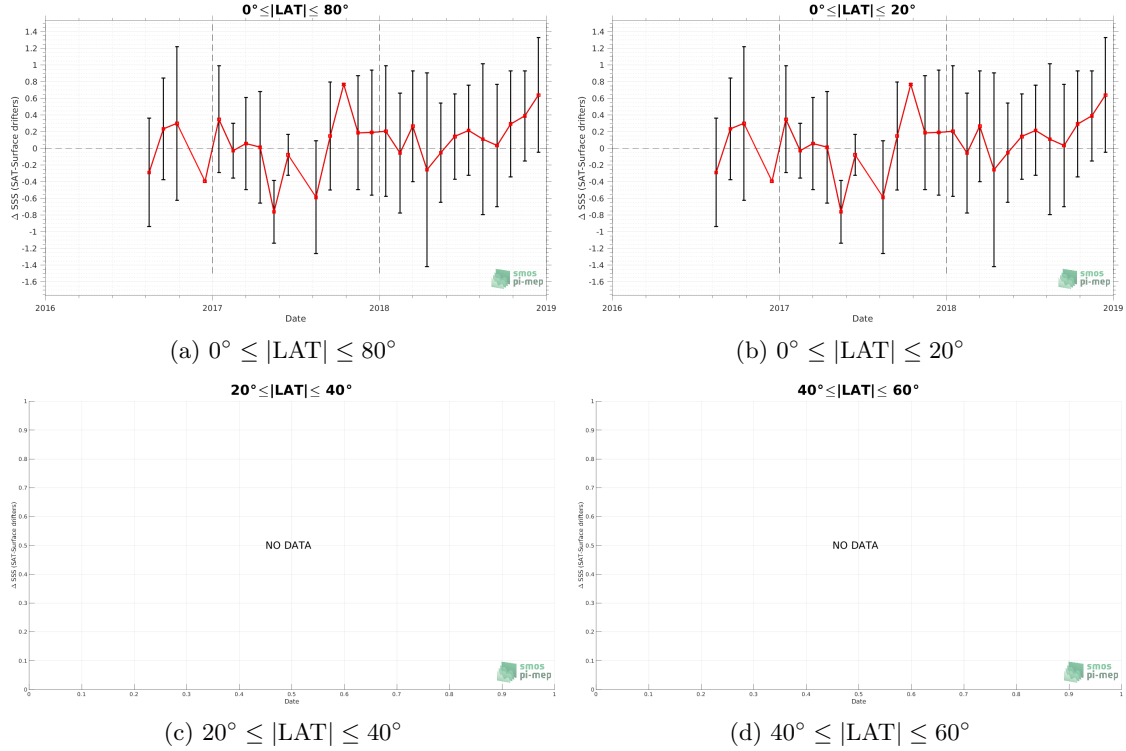 0°≤|LAT|≤ 80°
Δ SSS (SAT-Surface drifters)
1.4
1.2
1
0.8
0.6
0.4
0.2
0
-0.2
-0.4
-0.6
-0.8
-1
-1.2
-1.4
-1.6
2016
2017
2018
2019
Date
smos
pi-mep
(a) 0° ≤ |LAT| ≤ 80°
0°≤|LAT|≤ 20°
Δ SSS (SAT-Surface drifters)
1.4
1.2
1
0.8
0.6
0.4
0.2
0
-0.2
-0.4
-0.6
-0.8
-1
-1.2
-1.4
-1.6
2016
2017
2018
2019
Date
smos
pi-mep
(b) 0° ≤ |LAT| ≤ 20°
20°≤|LAT|≤ 40°
Δ SSS (SAT-Surface drifters)
1
0.9
0.8
0.7
0.6
0.5
0.4
0.3
0.2
0.1
0
NO DATA
0 0.1 0.2 0.3 0.4 0.5 0.6 0.7 0.8 0.9 1
Date
smos
pi-mep
(c) 20° ≤ |LAT| ≤ 40°
40°≤|LAT|≤ 60°
Δ SSS (SAT-Surface drifters)
1
0.9
0.8
0.7
0.6
0.5
0.4
0.3
0.2
0.1
0
NO DATA
0 0.1 0.2 0.3 0.4 0.5 0.6 0.7 0.8 0.9 1
Date
smos
pi-mep
(d) 40° ≤ |LAT| ≤ 60°